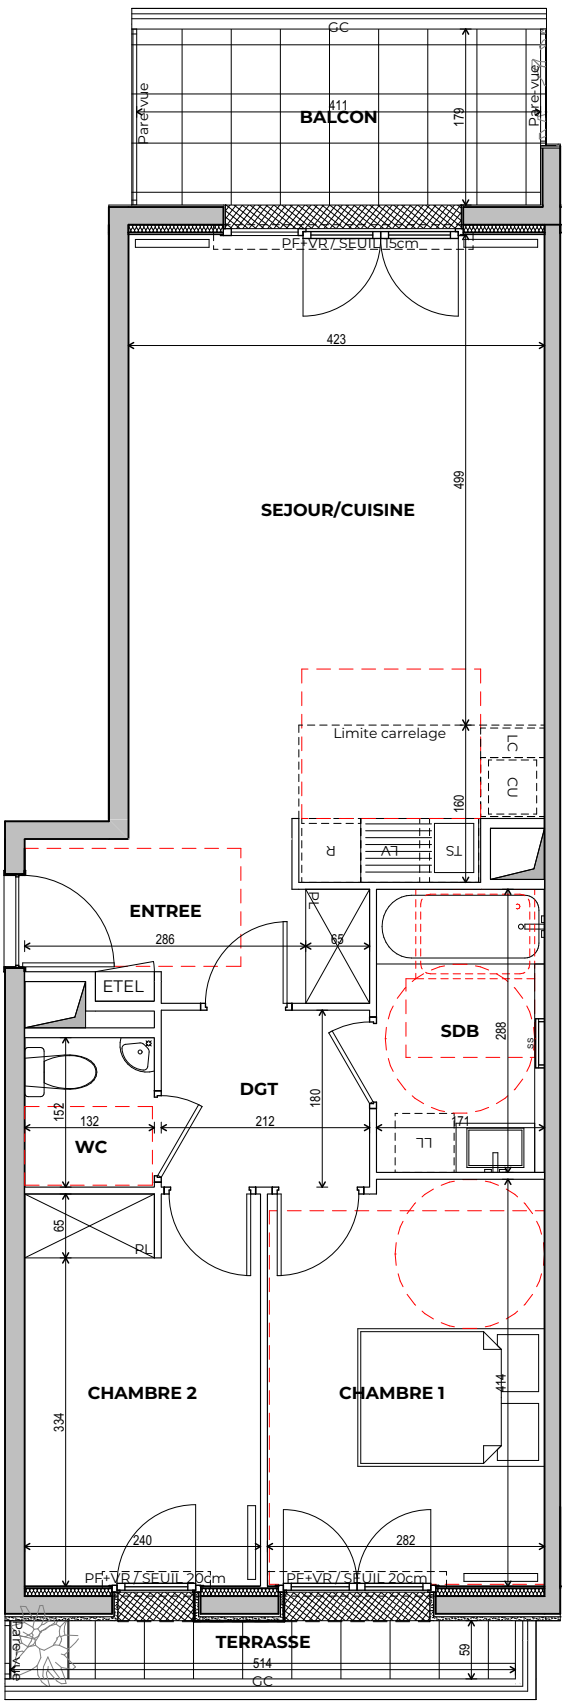 GC
Pare-vue
411
BALCON
179
Pare-vue
PF+VR / SEUIL 15cm
423
499
SEJOUR/CUISINE
Limite carrelage
LC
CU
160
R
LV
TS
PL
ENTREE
286
65
ETEL
SDB
288
SS
DGT
180
152
132
212
171
WC
LL
65
PL
CHAMBRE 2
CHAMBRE 1
414
334
240
282
PF+VR / SEUIL 20cm
PF+VR / SEUIL 20cm
Pare-vue
TERRASSE
514
59
GC